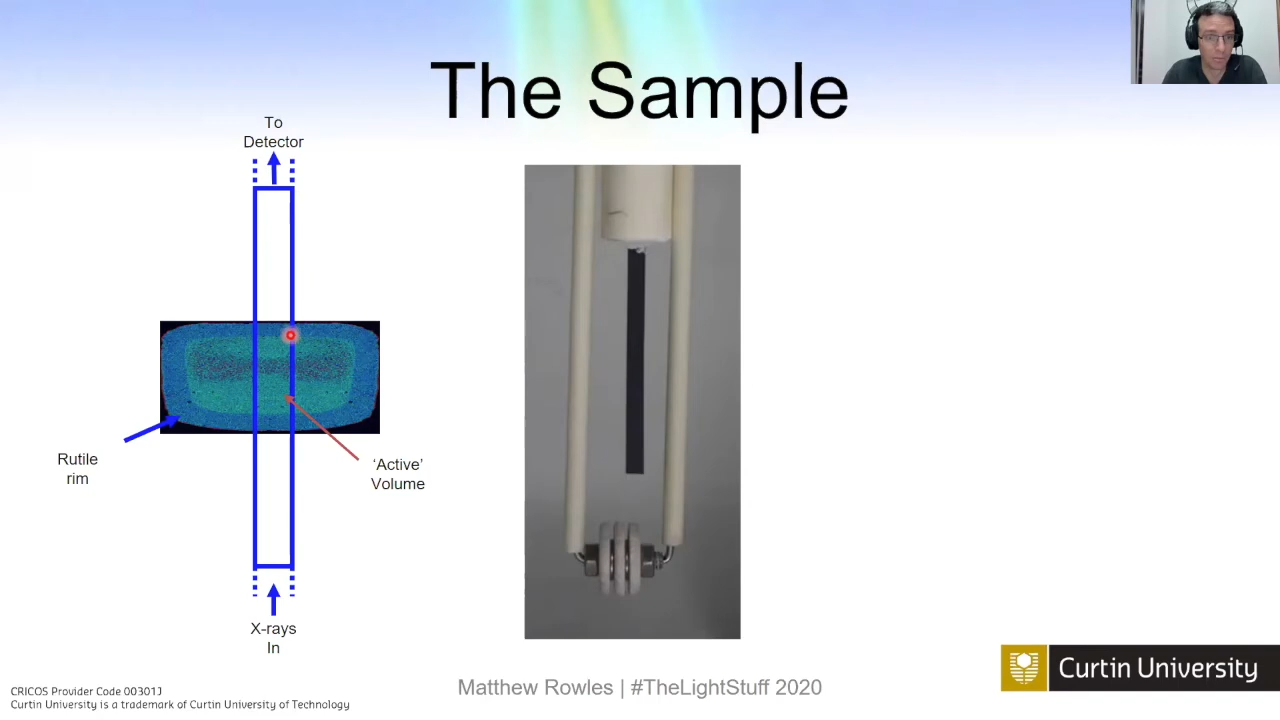 The Sample
To
Detector
Rutile
rim
'Active'
Volume
X-rays
In
Curtin University
Matthew Rowles | #TheLightStuff 2020
CRICOS Provider Code 00301J
Curtin University is a trademark of Curtin University of Technology